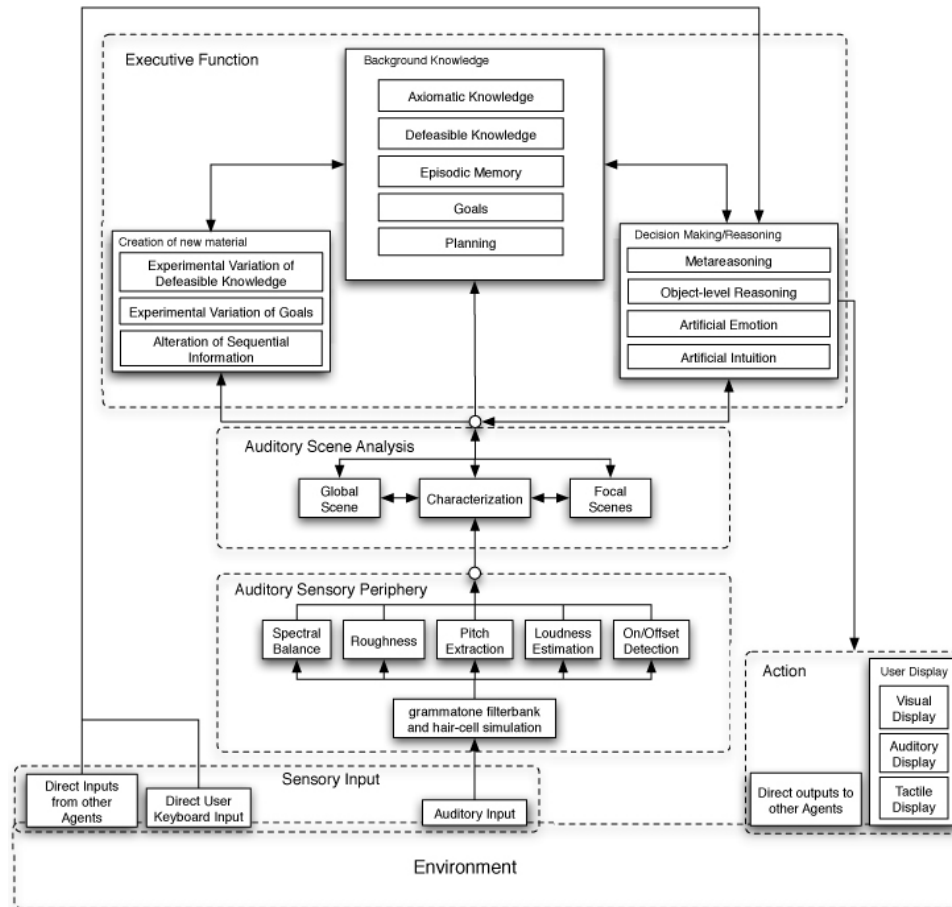 Executive Function
Background Knowledge
Axiomatic Knowledge
Defeasible Knowledge
Episodic Memory
Goals
Planning
Creation of new material
Experimental Variation of
Defeasible Knowledge
Experimental Variation of Goals
Alteration of Sequential
Information
Decision Making/Reasoning
Metareasoning
Object-level Reasoning
Artificial Emotion
Artificial Intuition
Auditory Scene Analysis
Global
Scene
Characterization
Focal
Scenes
Auditory Sensory Periphery
Spectral
Balance
Roughness
Pitch
Extraction
Loudness
Estimation
On/Offset
Detection
grammatone filterbank
and hair-cell simulation
Sensory Input
Direct Inputs
from other
Agents
Direct User
Keyboard Input
Auditory Input
Action
User Display
Visual
Display
Auditory
Display
Tactile
Display
Direct outputs to
other Agents
Environment